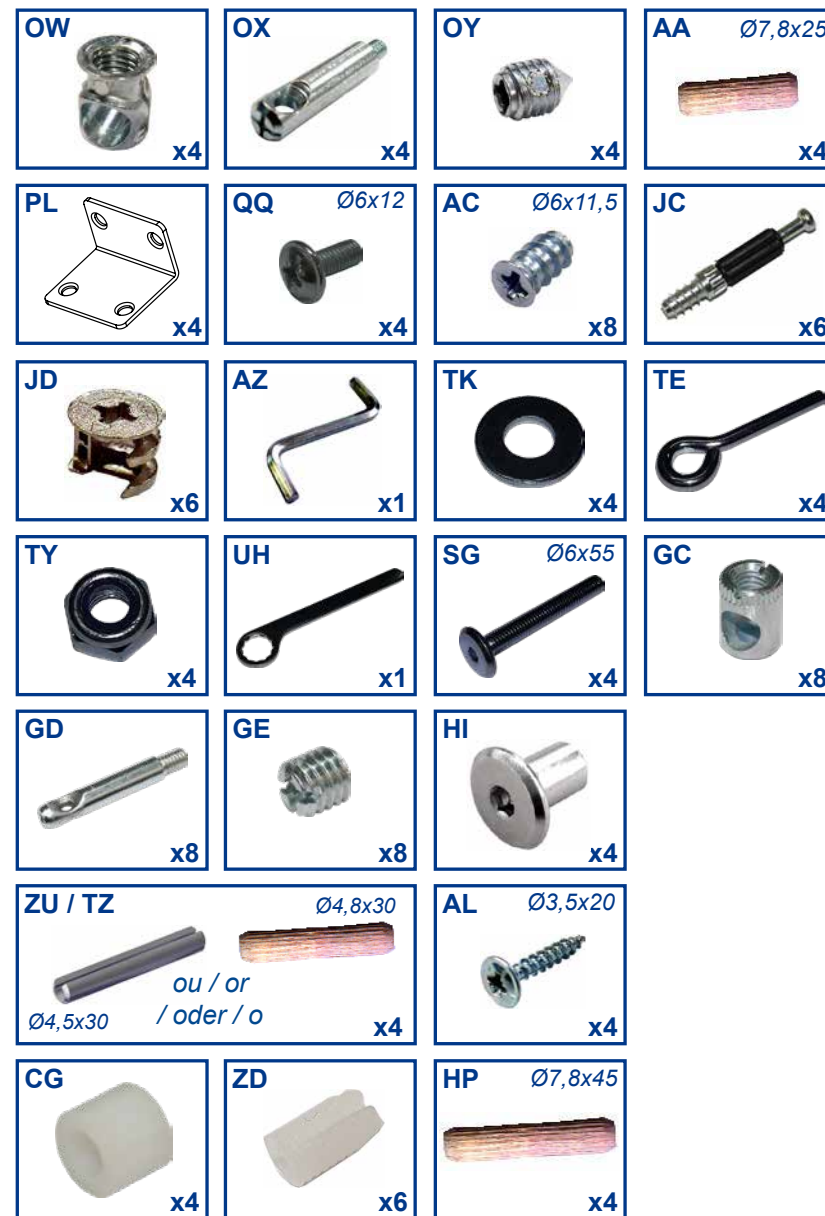 OW
x4
OX
x4
OY
x4
AA Ø7,8x25
x4
PL
x4
QQ Ø6x12
x4
AC Ø6x11,5
x8
JC
x6
JD
x6
AZ
x1
TK
x4
TE
x4
TY
x4
UH
x1
SG Ø6x55
x4
GC
x8
GD
x8
GE
x8
HI
x4
ZU / TZ Ø4,8x30
Ø4,5x30
ou / or
/ oder / o
x4
AL Ø3,5x20
x4
CG
x4
ZD
x6
HP Ø7,8x45
x4